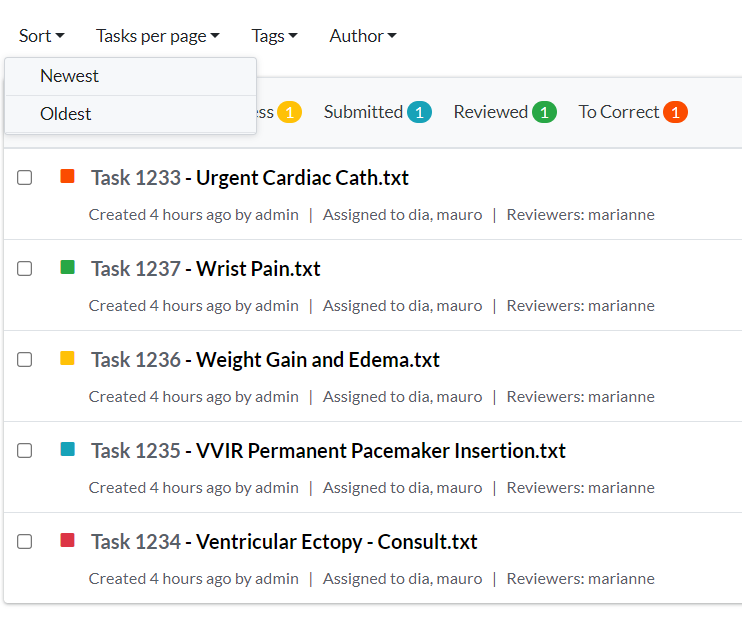 Sort Tasks per page Tags Author
Newest
Oldest
1 Submitted 1 Reviewed 1 To Correct 1
Task 1233 - Urgent Cardiac Cath.txt
Created 4 hours ago by admin | Assigned to dia, mauro | Reviewers: marianne
Task 1237 - Wrist Pain.txt
Created 4 hours ago by admin | Assigned to dia, mauro | Reviewers: marianne
Task 1236 - Weight Gain and Edema.txt
Created 4 hours ago by admin | Assigned to dia, mauro | Reviewers: marianne
Task 1235 - VVIR Permanent Pacemaker Insertion.txt
Created 4 hours ago by admin | Assigned to dia, mauro | Reviewers: marianne
Task 1234 - Ventricular Ectopy - Consult.txt
Created 4 hours ago by admin | Assigned to dia, mauro | Reviewers: marianne